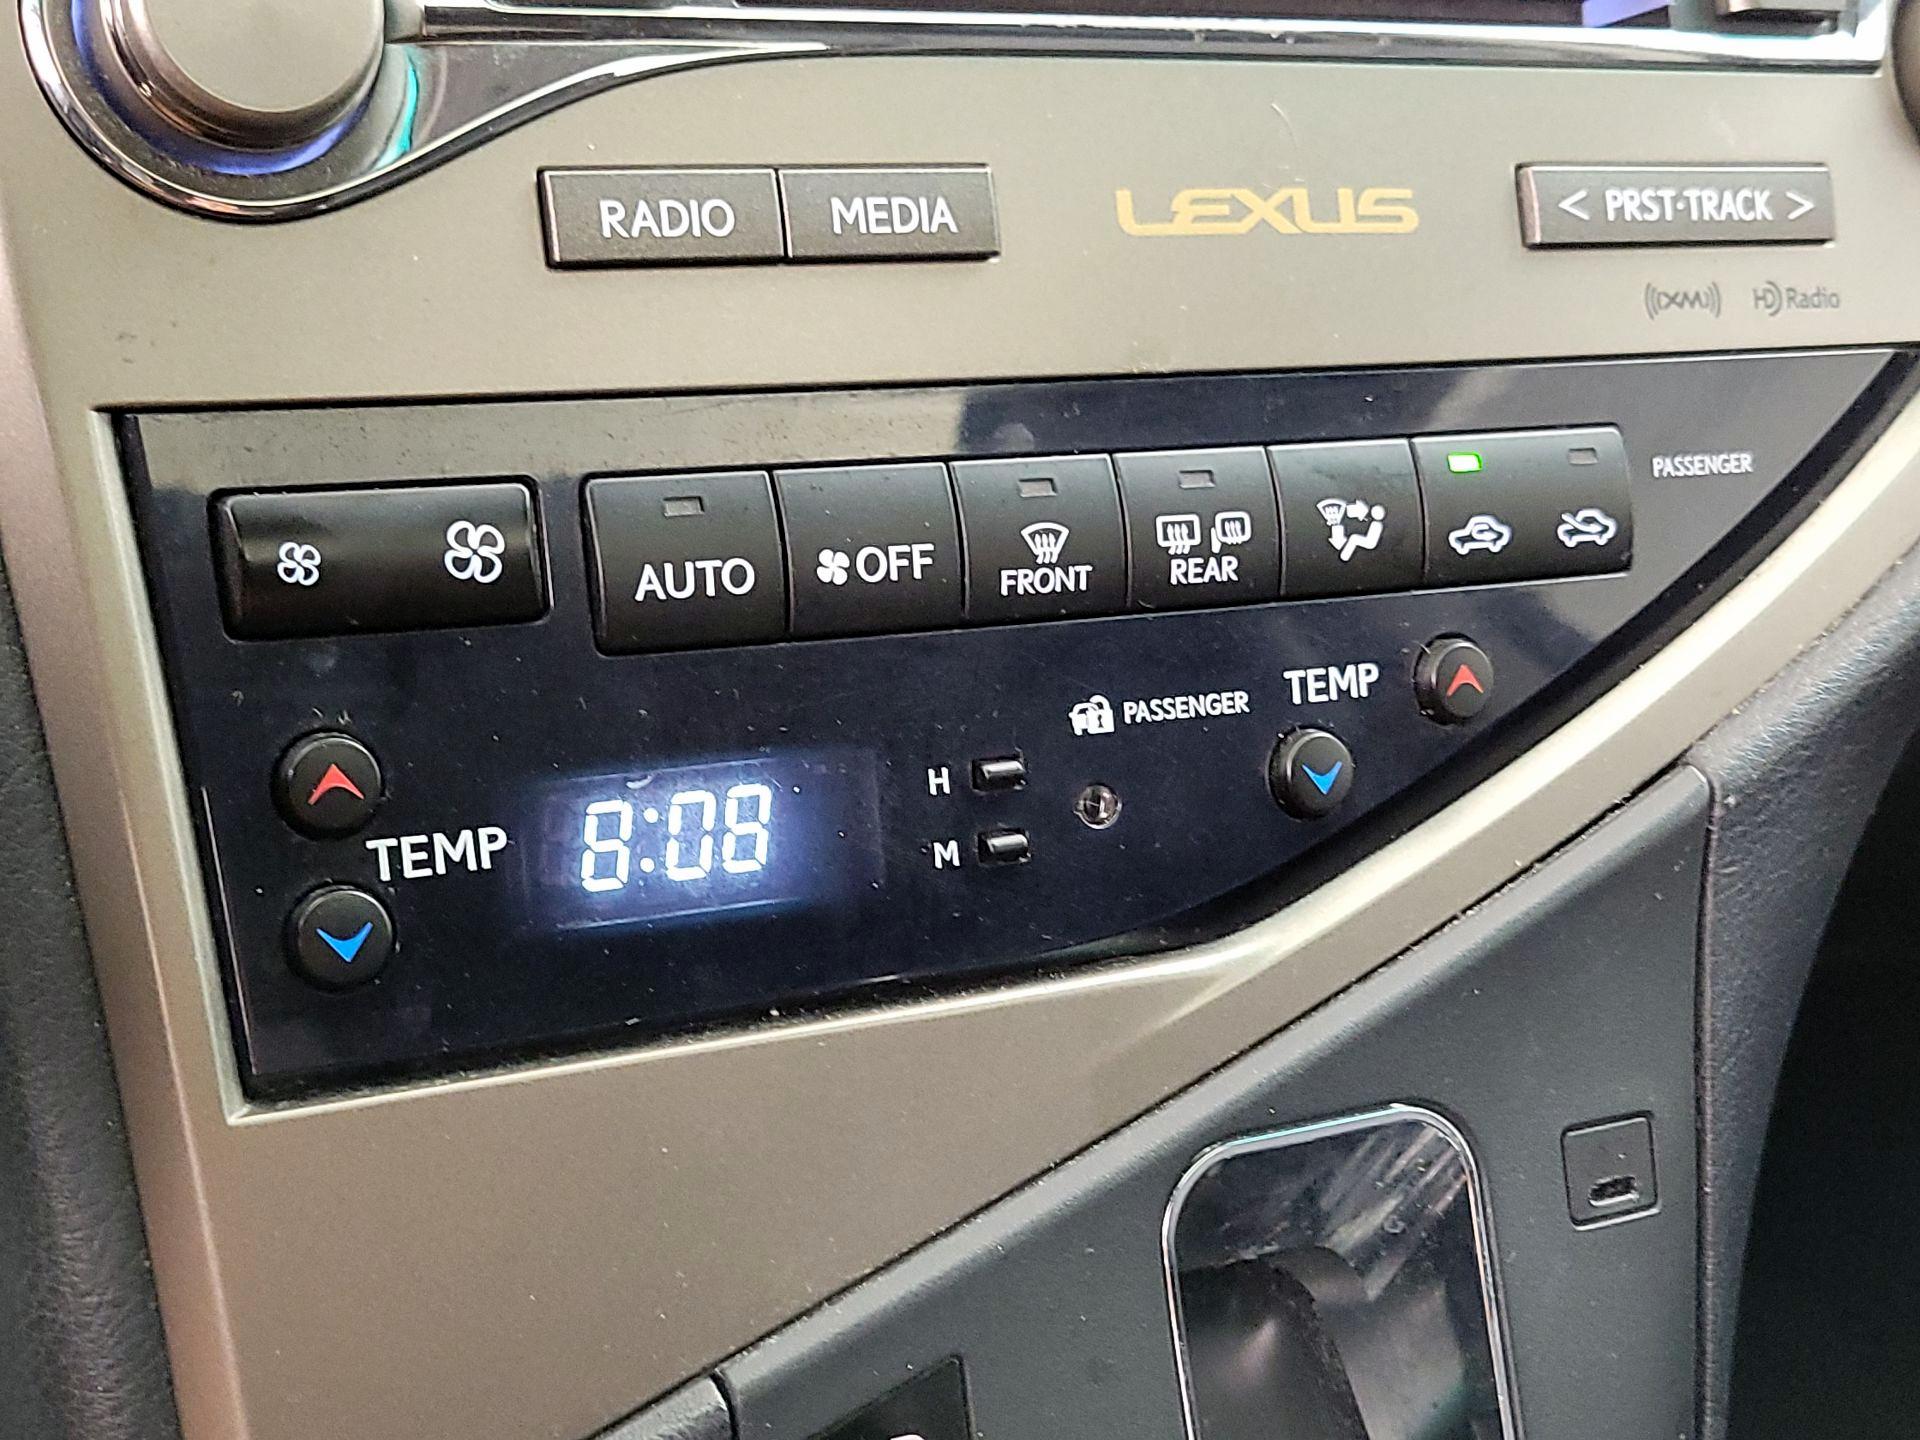 RADIO MEDIA LEXUS < PRST·TRACK >
((XM)) HD Radio
PASSENGER
AUTO OFF FRONT REAR
PASSENGER TEMP
H
TEMP 8:08
M